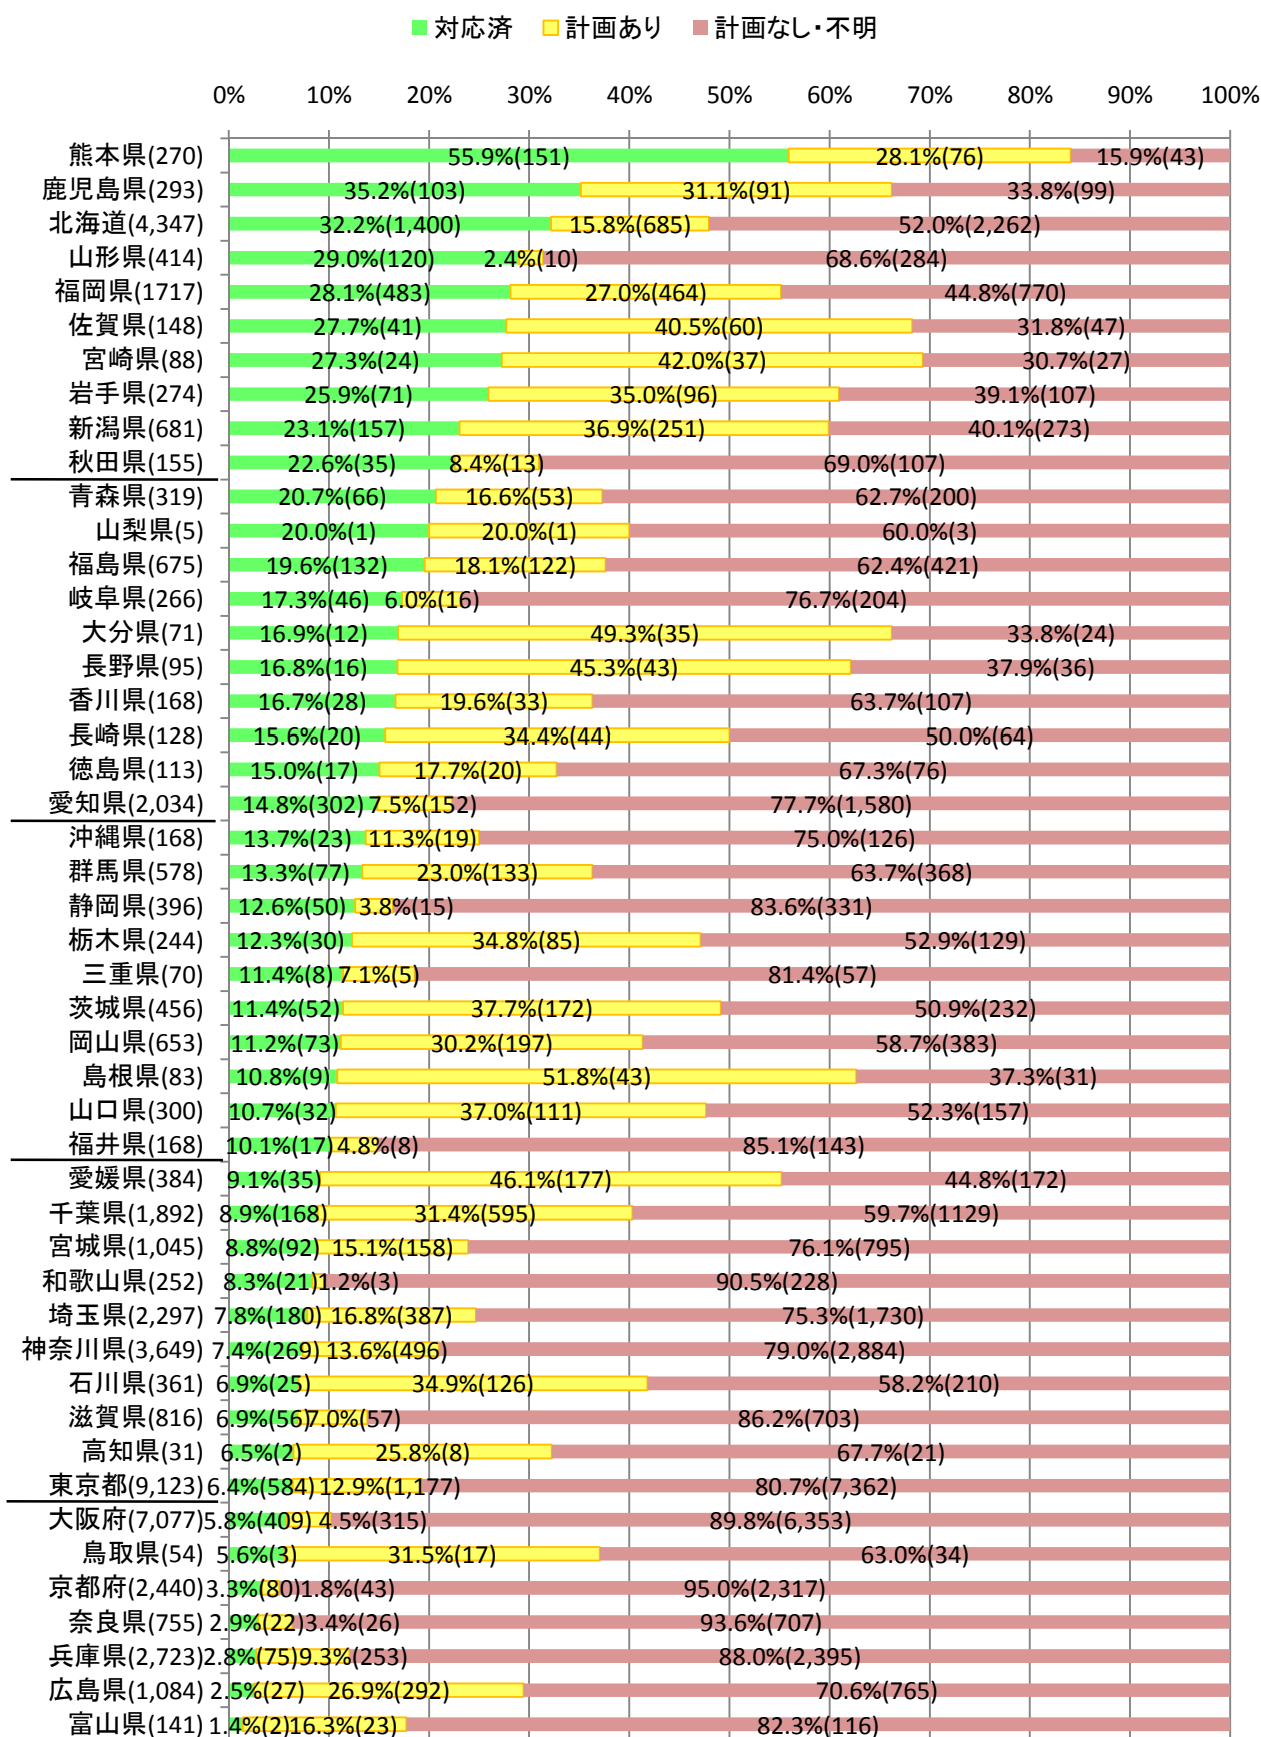 対応済 計画あり 計画なし・不明
0% 10% 20% 30% 40% 50% 60% 70% 80% 90% 100%
熊本県(270) 55.9%(151) 28.1%(76) 15.9%(43)
鹿児島県(293) 35.2%(103) 31.1%(91) 33.8%(99)
北海道(4,347) 32.2%(1,400) 15.8%(685) 52.0%(2,262)
山形県(414) 29.0%(120) 2.4%(10) 68.6%(284)
福岡県(1717) 28.1%(483) 27.0%(464) 44.8%(770)
佐賀県(148) 27.7%(41) 40.5%(60) 31.8%(47)
宮崎県(88) 27.3%(24) 42.0%(37) 30.7%(27)
岩手県(274) 25.9%(71) 35.0%(96) 39.1%(107)
新潟県(681) 23.1%(157) 36.9%(251) 40.1%(273)
秋田県(155) 22.6%(35) 8.4%(13) 69.0%(107)
青森県(319) 20.7%(66) 16.6%(53) 62.7%(200)
山梨県(5) 20.0%(1) 20.0%(1) 60.0%(3)
福島県(675) 19.6%(132) 18.1%(122) 62.4%(421)
岐阜県(266) 17.3%(46) 6.0%(16) 76.7%(204)
大分県(71) 16.9%(12) 49.3%(35) 33.8%(24)
長野県(95) 16.8%(16) 45.3%(43) 37.9%(36)
香川県(168) 16.7%(28) 19.6%(33) 63.7%(107)
長崎県(128) 15.6%(20) 34.4%(44) 50.0%(64)
徳島県(113) 15.0%(17) 17.7%(20) 67.3%(76)
愛知県(2,034) 14.8%(302) 7.5%(152) 77.7%(1,580)
沖縄県(168) 13.7%(23) 11.3%(19) 75.0%(126)
群馬県(578) 13.3%(77) 23.0%(133) 63.7%(368)
静岡県(396) 12.6%(50) 3.8%(15) 83.6%(331)
栃木県(244) 12.3%(30) 34.8%(85) 52.9%(129)
三重県(70) 11.4%(8) 7.1%(5) 81.4%(57)
茨城県(456) 11.4%(52) 37.7%(172) 50.9%(232)
岡山県(653) 11.2%(73) 30.2%(197) 58.7%(383)
島根県(83) 10.8%(9) 51.8%(43) 37.3%(31)
山口県(300) 10.7%(32) 37.0%(111) 52.3%(157)
福井県(168) 10.1%(17) 4.8%(8) 85.1%(143)
愛媛県(384) 9.1%(35) 46.1%(177) 44.8%(172)
千葉県(1,892) 8.9%(168) 31.4%(595) 59.7%(1129)
宮城県(1,045) 8.8%(92) 15.1%(158) 76.1%(795)
和歌山県(252) 8.3%(21) 1.2%(3) 90.5%(228)
埼玉県(2,297) 7.8%(180) 16.8%(387) 75.3%(1,730)
神奈川県(3,649) 7.4%(269) 13.6%(496) 79.0%(2,884)
石川県(361) 6.9%(25) 34.9%(126) 58.2%(210)
滋賀県(816) 6.9%(56) 7.0%(57) 86.2%(703)
高知県(31) 6.5%(2) 25.8%(8) 67.7%(21)
東京都(9,123) 6.4%(584) 12.9%(1,177) 80.7%(7,362)
大阪府(7,077) 5.8%(409) 4.5%(315) 89.8%(6,353)
鳥取県(54) 5.6%(3) 31.5%(17) 63.0%(34)
京都府(2,440) 3.3%(80) 1.8%(43) 95.0%(2,317)
奈良県(755) 2.9%(22) 3.4%(26) 93.6%(707)
兵庫県(2,723) 2.8%(75) 9.3%(253) 88.0%(2,395)
広島県(1,084) 2.5%(27) 26.9%(292) 70.6%(765)
富山県(141) 1.4%(2) 16.3%(23) 82.3%(116)